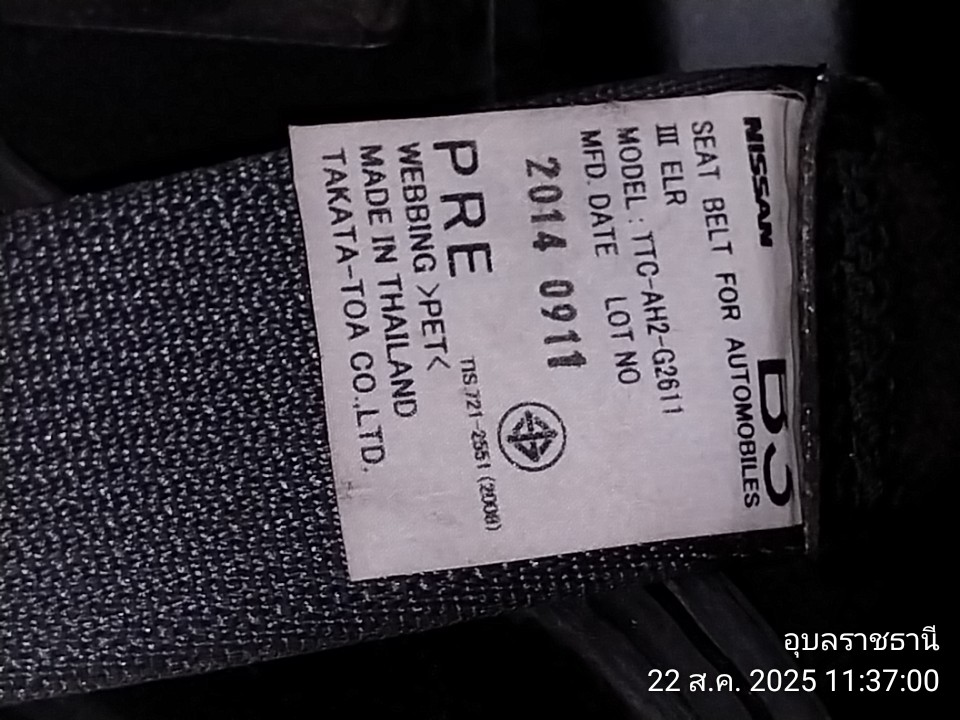 NISSAN
SEAT BELT FOR AUTOMOBILES
III ELR
MODEL : TTC-AH2-G2611
MFD. DATE LOT NO
2014 0911
PRE
TIS 721-2551 (2008)
WEBBING >PET<
MADE IN THAILAND
TAKATA-TOA CO.,LTD.
อุบลราชธานี
22 ส.ค. 2025 11:37:00